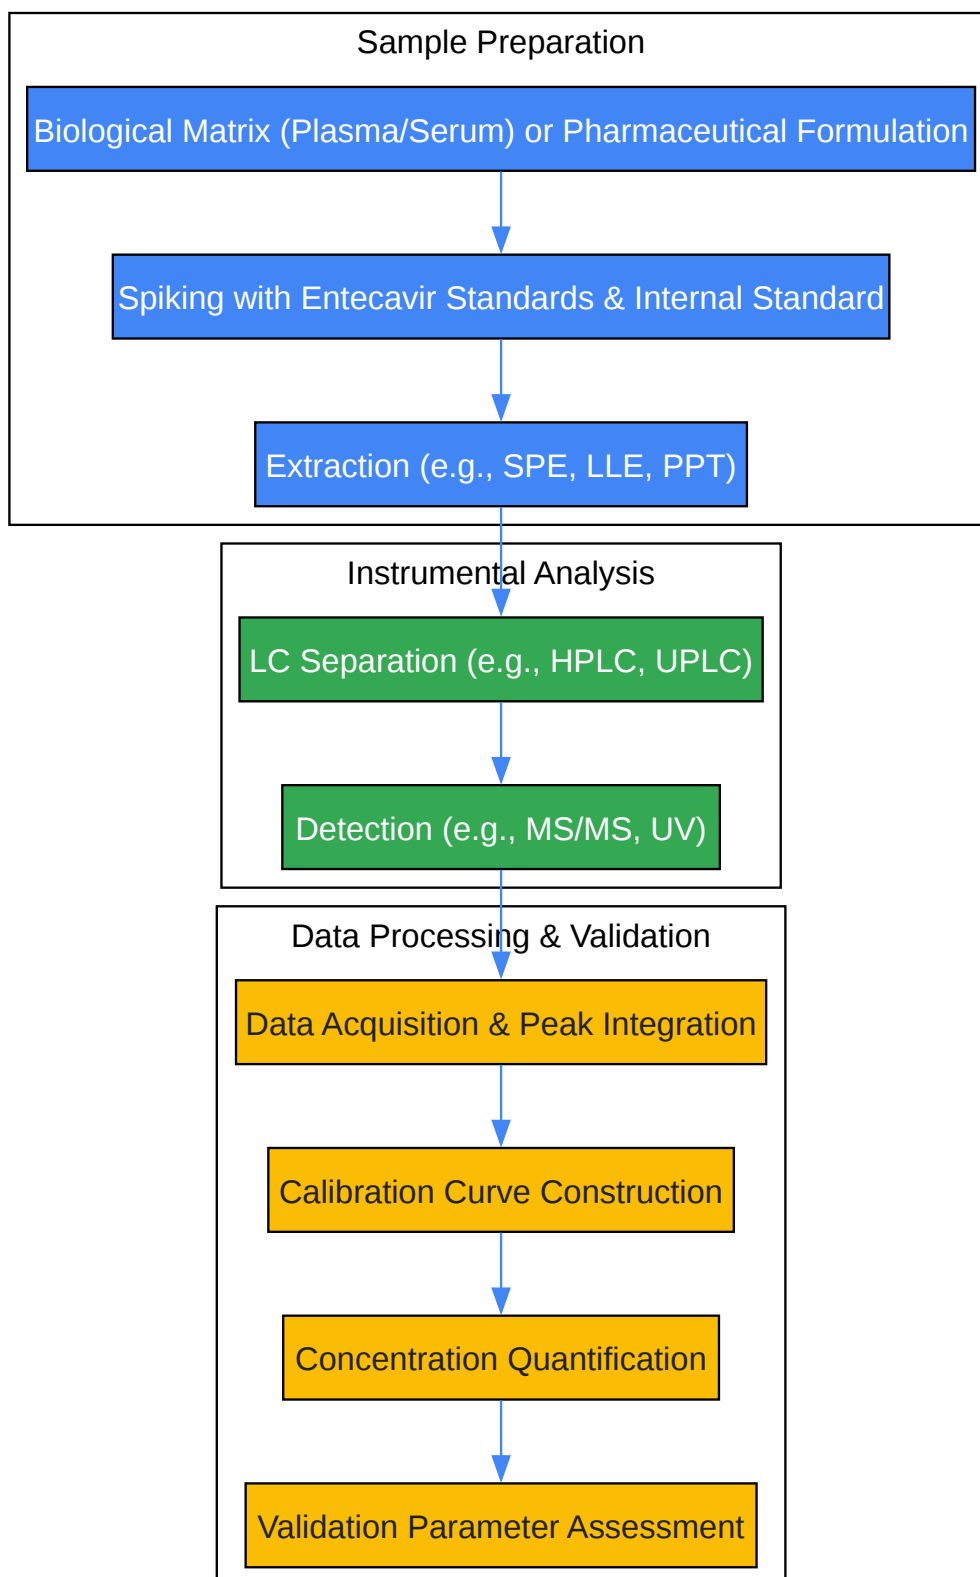 Sample Preparation
Biological Matrix (Plasma/Serum) or Pharmaceutical Formulation
Spiking with Entecavir Standards & Internal Standard
Extraction (e.g., SPE, LLE, PPT)
Instrumental Analysis
LC Separation (e.g., HPLC, UPLC)
Detection (e.g., MS/MS, UV)
Data Processing & Validation
Data Acquisition & Peak Integration
Calibration Curve Construction
Concentration Quantification
Validation Parameter Assessment